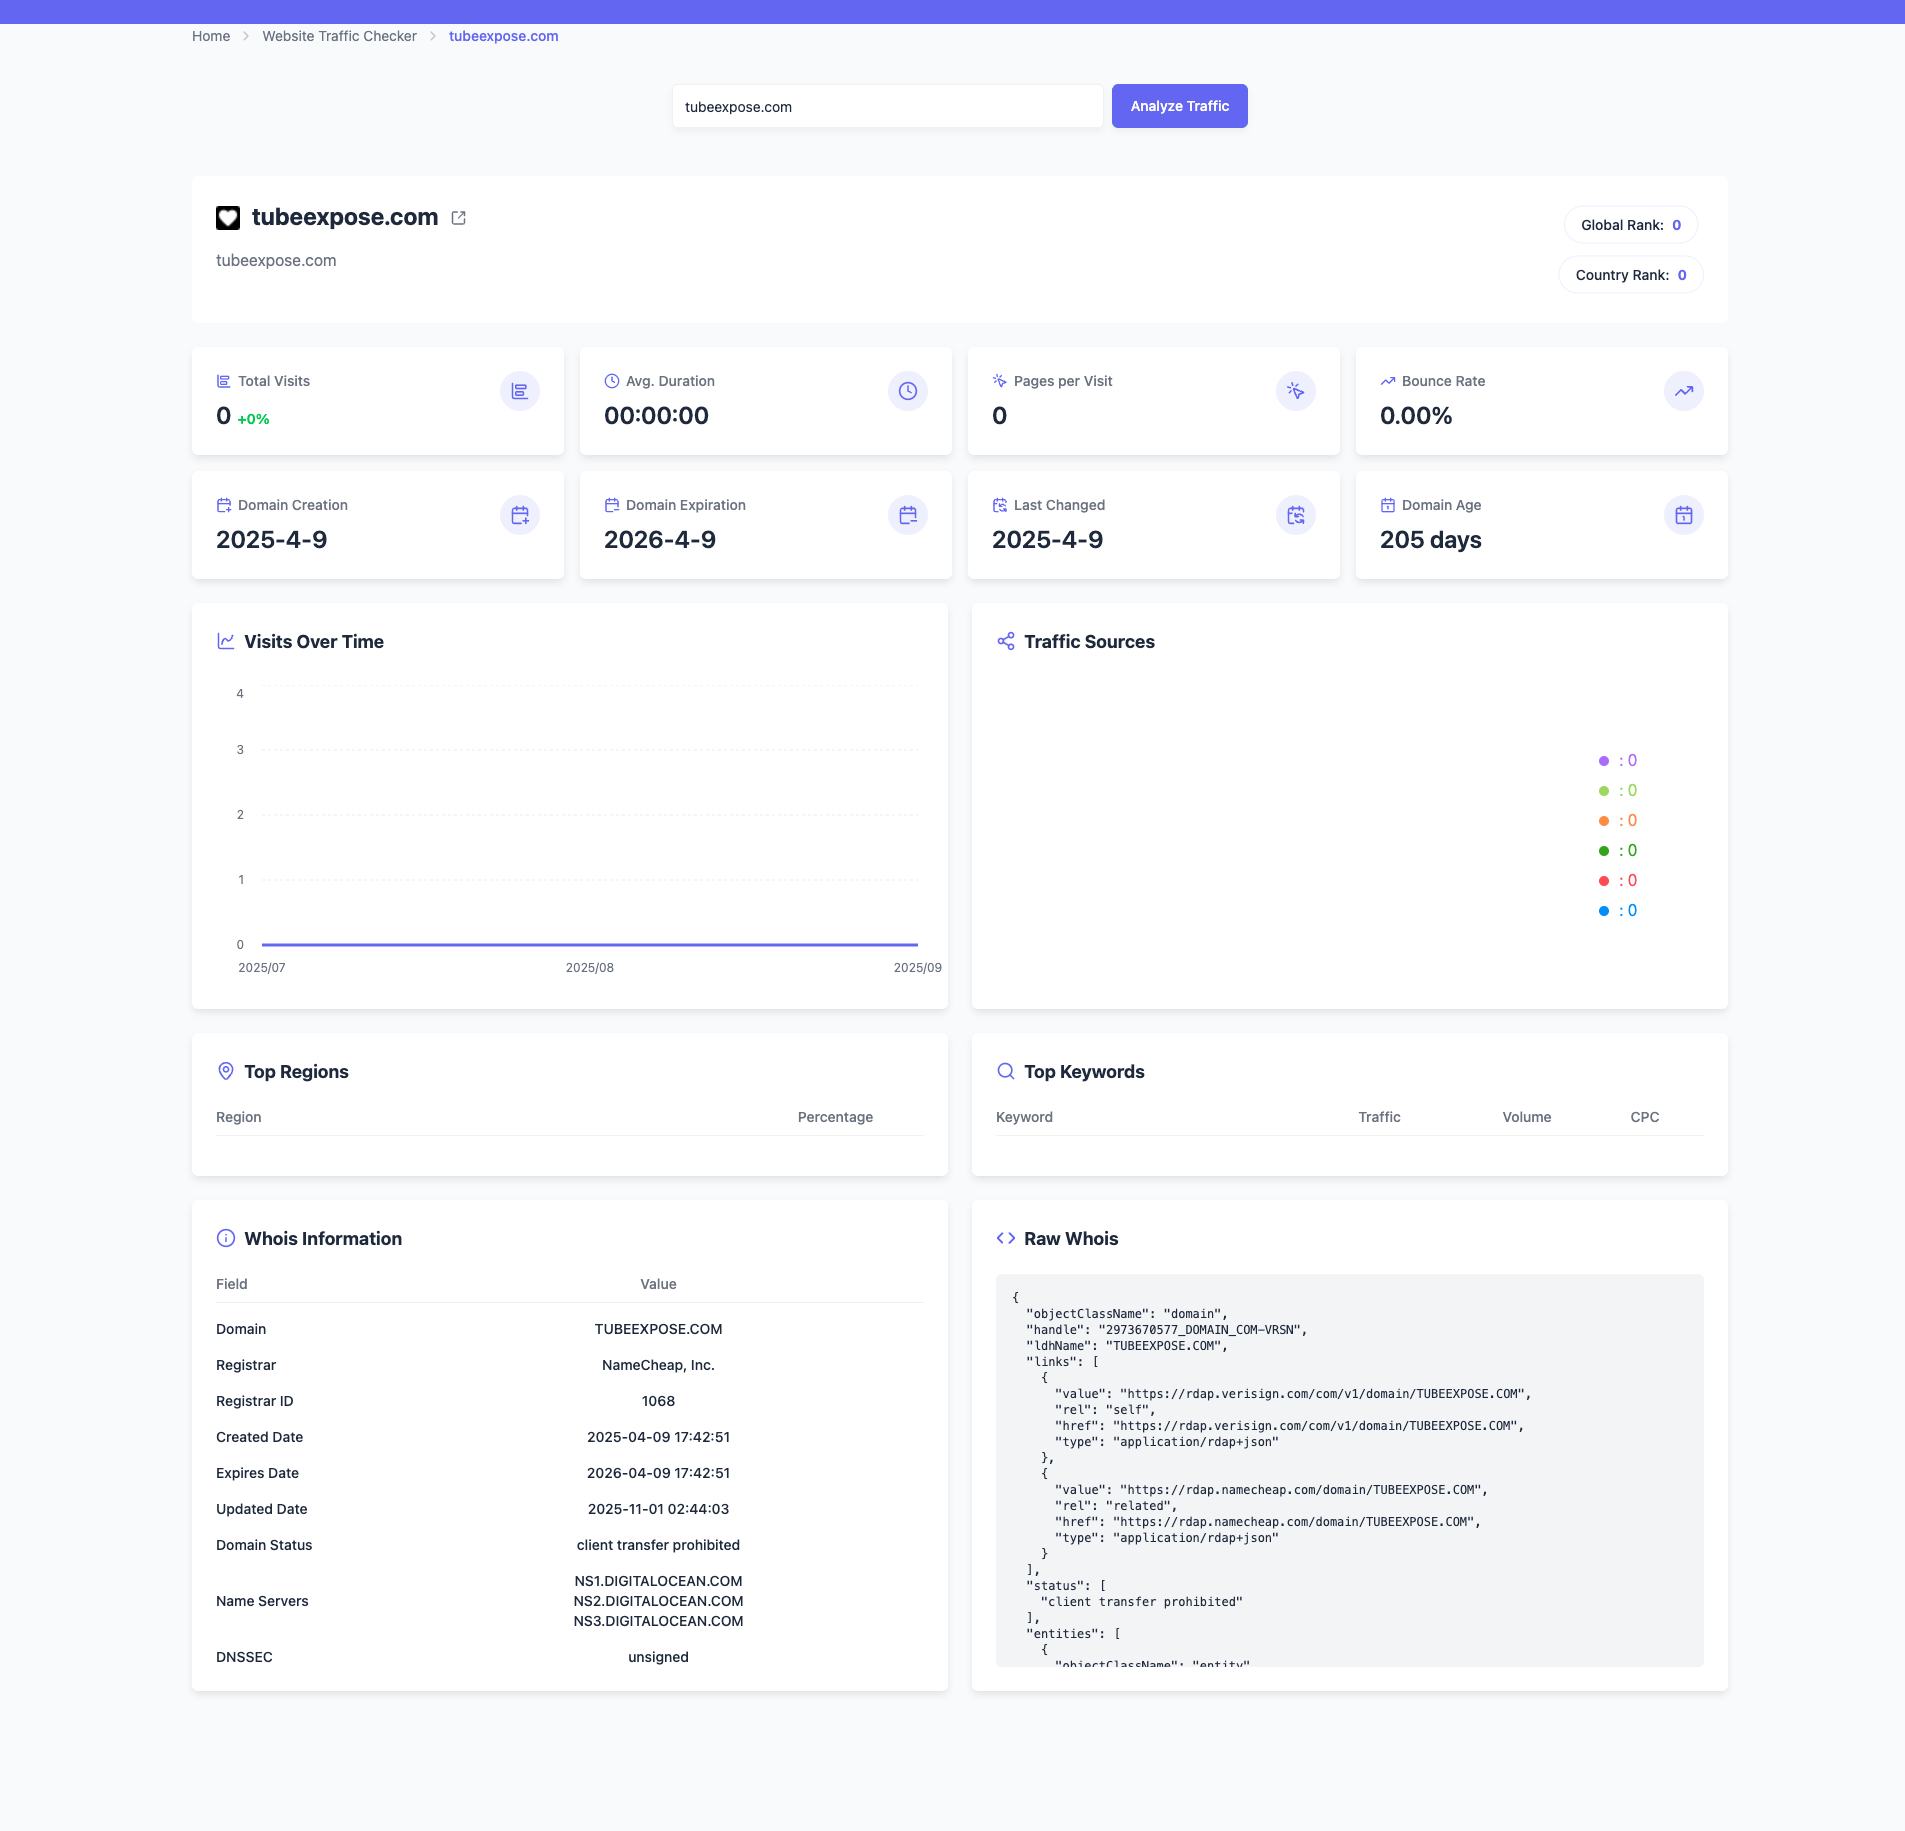 Home
Website Traffic Checker
tubeexpose.com
tubeexpose.com
Analyze Traffic
tubeexpose.com
tubeexpose.com
Global Rank: 0
Country Rank: 0
Total Visits
0 +0%
Avg. Duration
00:00:00
Pages per Visit
0
Bounce Rate
0.00%
Domain Creation
2025-4-9
Domain Expiration
2026-4-9
Last Changed
2025-4-9
Domain Age
205 days
Visits Over Time
4
3
2
1
0
2025/07 2025/08 2025/09
Traffic Sources
: 0
: 0
: 0
: 0
: 0
: 0
Top Regions
Region Percentage
Top Keywords
Keyword Traffic Volume CPC
Whois Information
Field Value
Domain TUBEEXPOSE.COM
Registrar NameCheap, Inc.
Registrar ID 1068
Created Date 2025-04-09 17:42:51
Expires Date 2026-04-09 17:42:51
Updated Date 2025-11-01 02:44:03
Domain Status client transfer prohibited
Name Servers NS1.DIGITALOCEAN.COM
NS2.DIGITALOCEAN.COM
NS3.DIGITALOCEAN.COM
DNSSEC unsigned
Raw Whois
{
"objectClassName": "domain",
"handle": "2973670577_DOMAIN_COM-VRSN",
"ldhName": "TUBEEXPOSE.COM",
"links": [
{
"value": "https://rdap.verisign.com/com/v1/domain/TUBEEXPOSE.COM",
"rel": "self",
"href": "https://rdap.verisign.com/com/v1/domain/TUBEEXPOSE.COM",
"type": "application/rdap+json"
},
{
"value": "https://rdap.namecheap.com/domain/TUBEEXPOSE.COM",
"rel": "related",
"href": "https://rdap.namecheap.com/domain/TUBEEXPOSE.COM",
"type": "application/rdap+json"
}
],
"status": [
"client transfer prohibited"
],
"entities": [
{
"objectClassName": "entity"